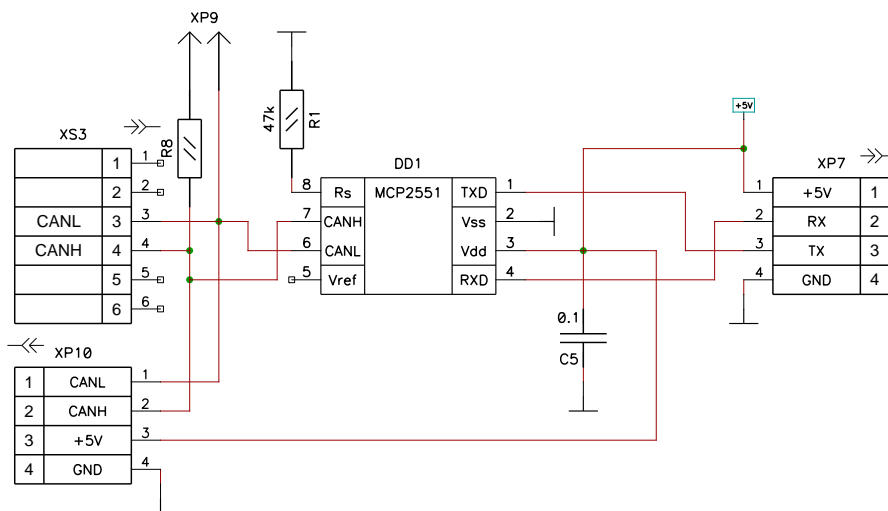 XP9
+5V
47k
R1
XS3
R8
DD1
XP7
1 1
8 Rs MCP2551 TXD 1
1 +5V 1
2 2
CANL 3 3
7 CANH Vss 2
2 RX 2
CANH 4 4
6 CANL Vdd 3
3 TX 3
5 5
5 Vref RXD 4
4 GND 4
6 6
0.1
C5
XP10
1 CANL 1
2 CANH 2
3 +5V 3
4 GND 4